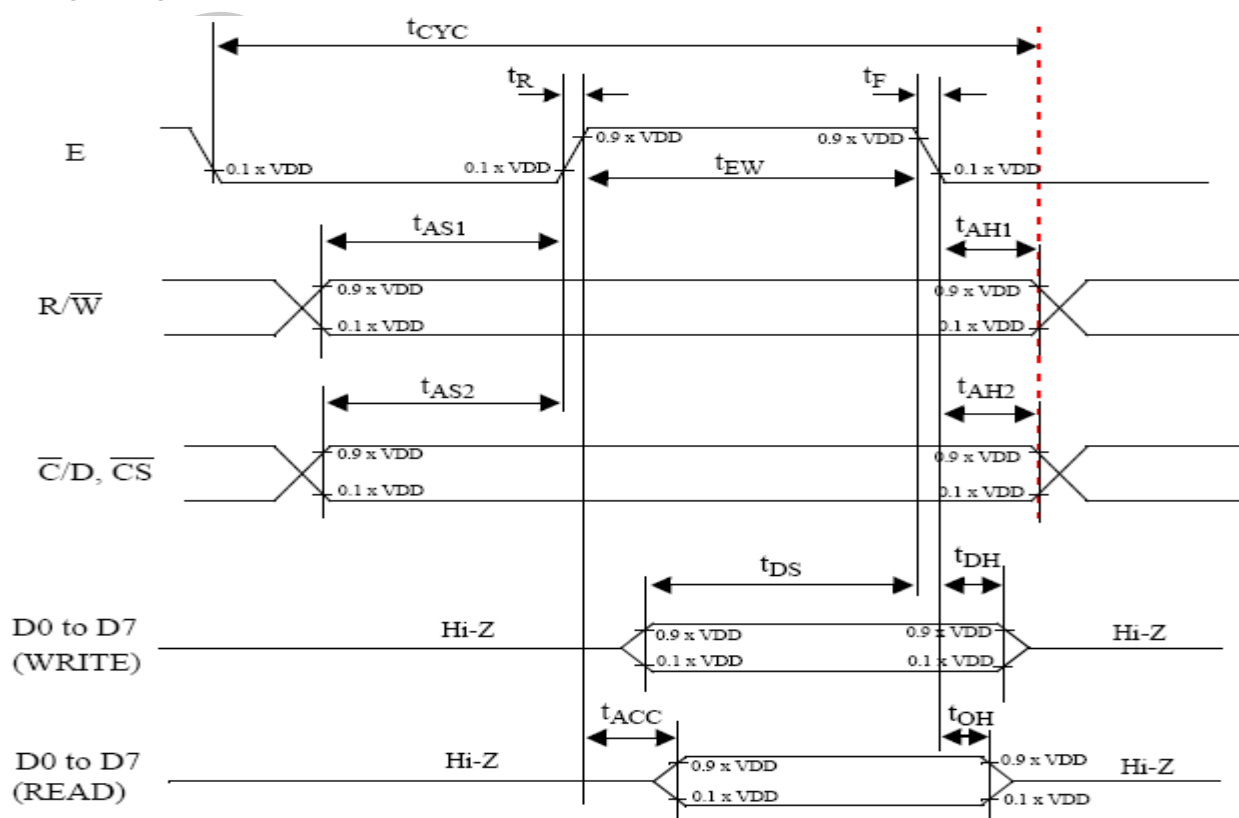 tCYC
tR
tF
E
0.9 x VDD
0.9 x VDD
0.1 x VDD
0.1 x VDD
tEW
0.1 x VDD
tAS1
tAH1
R/W̅
0.9 x VDD
0.9 x VDD
0.1 x VDD
0.1 x VDD
tAS2
tAH2
C̅/D, C̅S̅
0.9 x VDD
0.9 x VDD
0.1 x VDD
0.1 x VDD
tDS
tDH
D0 to D7
(WRITE)
Hi-Z
0.9 x VDD
0.9 x VDD
Hi-Z
0.1 x VDD
0.1 x VDD
tACC
tOH
D0 to D7
(READ)
Hi-Z
0.9 x VDD
0.9 x VDD
Hi-Z
0.1 x VDD
0.1 x VDD